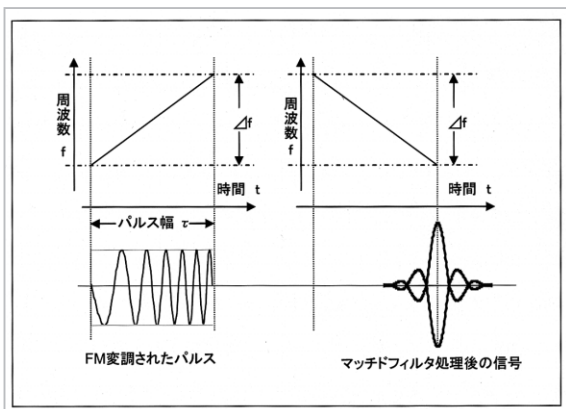 周波数 f
⊿f
時間 t
パルス幅 τ
FM変調されたパルス
周波数 f
⊿f
時間 t
マッチドフィルタ処理後の信号